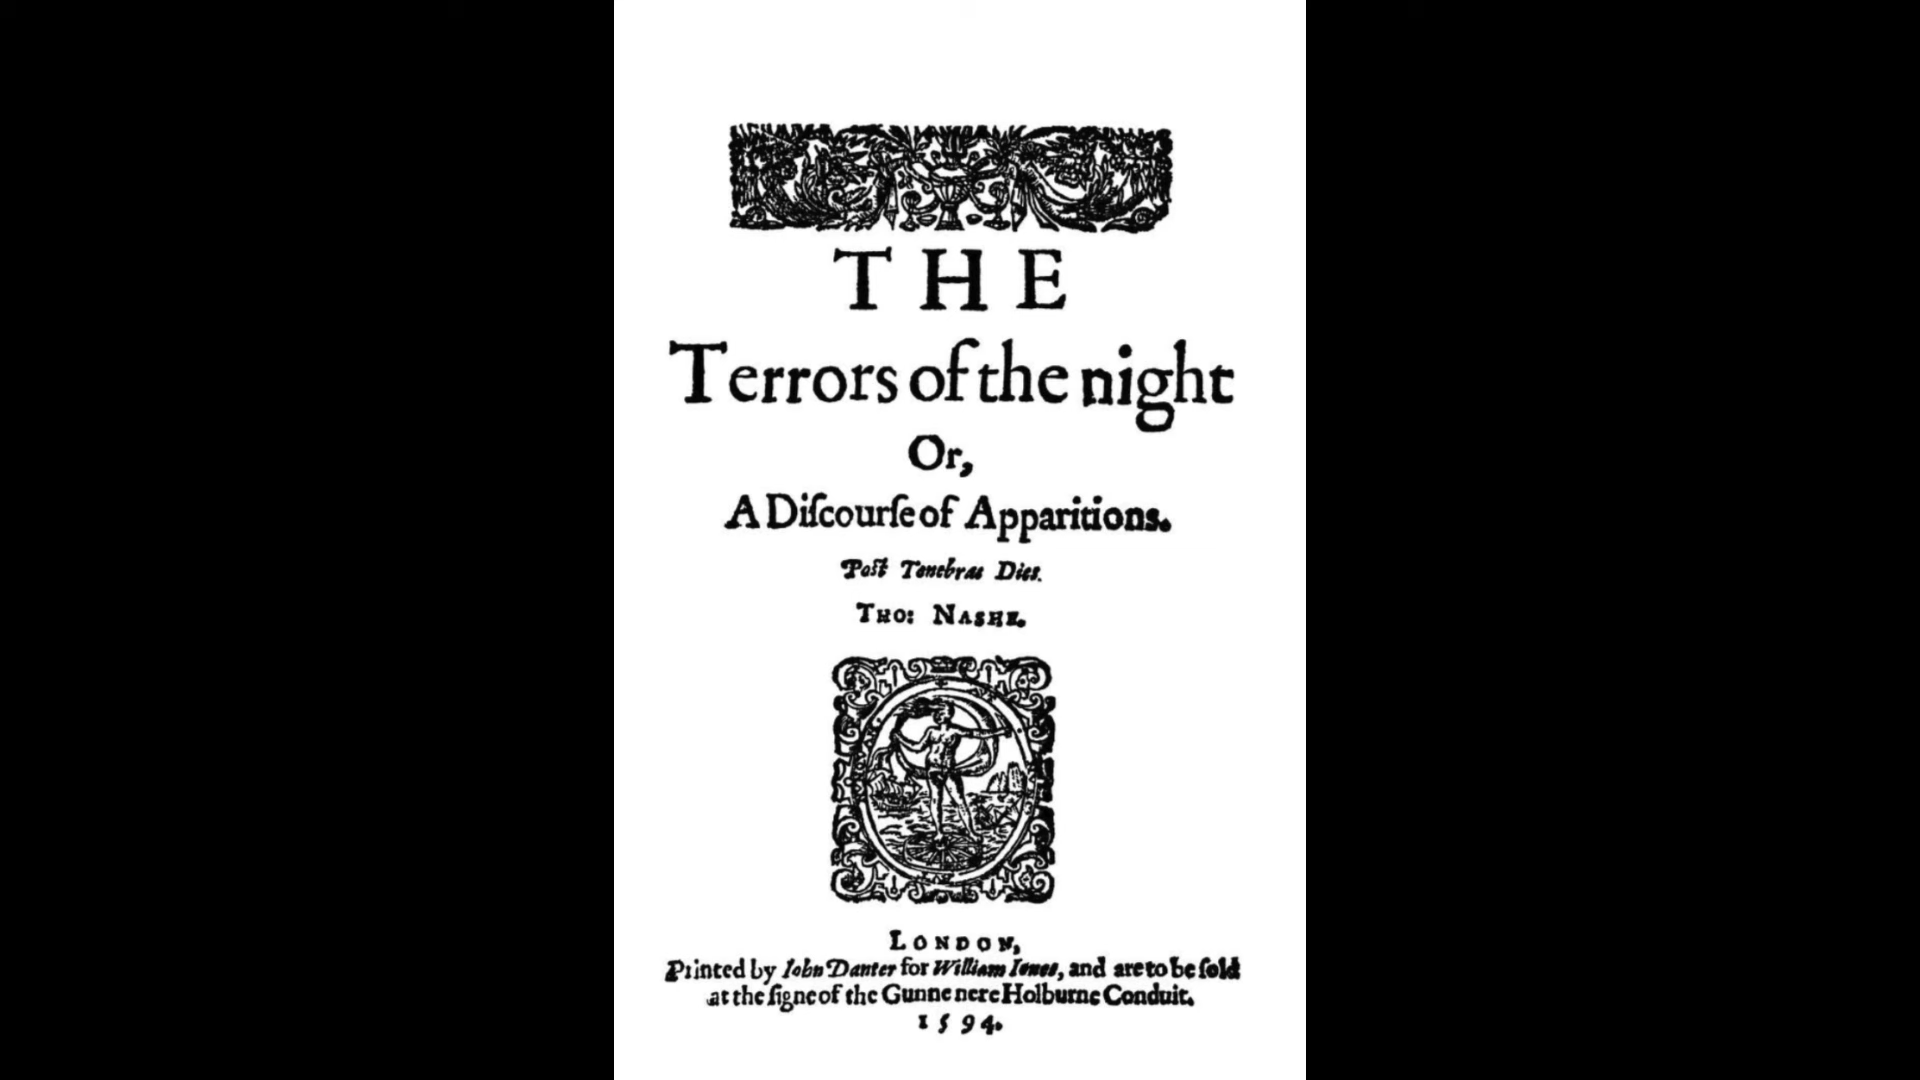 THE
Terrors of the night
Or,
A Diſcourſe of Apparitions.
Poſt Tenebras Dies.
THO: NASHE.
LONDON,
Printed by Iohn Danter for William Iones, and are to be ſold
at the ſigne of the Gunne nere Holburne Conduit.
1594.